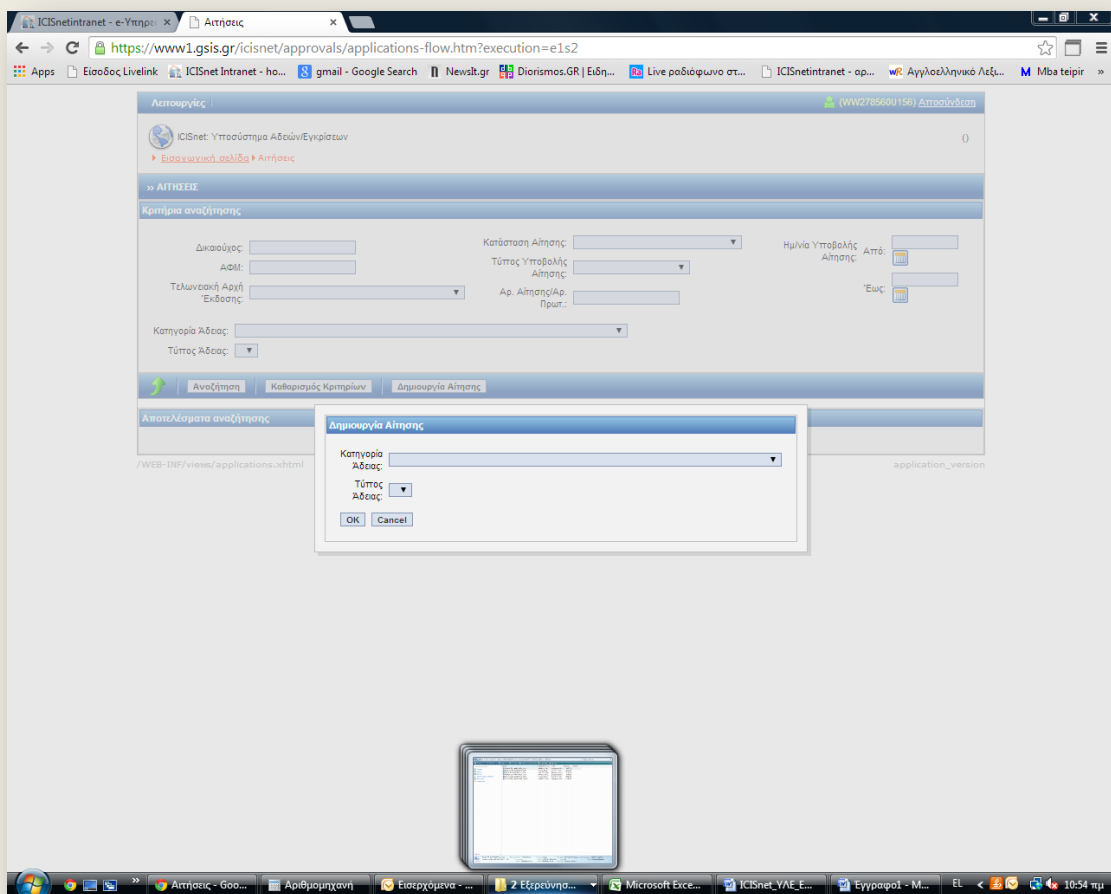 ICISnetintranet - e-Υπηρε
Αιτήσεις
https://www1.gsis.gr/icisnet/approvals/applications-flow.htm?execution=e1s2
Apps Είσοδος Livelink ICISnet Intranet - ho... gmail - Google Search NewsIt.gr Diorismos.GR | Ειδη... Live ραδιόφωνο στ... ICISnetintranet - αρ... Αγγλοελληνικό Λεξι... Mba teipir »
Λειτουργίες (WW278560U156) Αποσύνδεση
ICISnet: Υποσύστημα Αδειών/Εγκρίσεων ()
Εισαγωγική σελίδα Αιτήσεις
» ΑΙΤΗΣΕΙΣ
Κριτήρια αναζήτησης
Δικαιούχος:
ΑΦΜ:
Τελωνειακή Αρχή
Έκδοσης:
Κατάσταση Αίτησης:
Τύπος Υποβολής
Αίτησης:
Αρ. Αίτησης/Αρ.
Πρωτ.:
Ημ/νία Υποβολής
Αίτησης:
Από:
Έως:
Κατηγορία Άδειας:
Τύπος Άδειας:
Αναζήτηση Καθαρισμός Κριτηρίων Δημιουργία Αίτησης
Αποτελέσματα αναζήτησης
/WEB-INF/views/applications.xhtml application_version
Δημιουργία Αίτησης
Κατηγορία
Άδειας:
Τύπος
Άδειας:
OK Cancel
» Αιτήσεις - Goo... Αριθμομηχανή Εισερχόμενα - ... 2 Εξερεύνησ... Microsoft Exce... ICISnet_ΥΛΕ_Ε... Έγγραφο1 - M... EL < 10:54 πμ